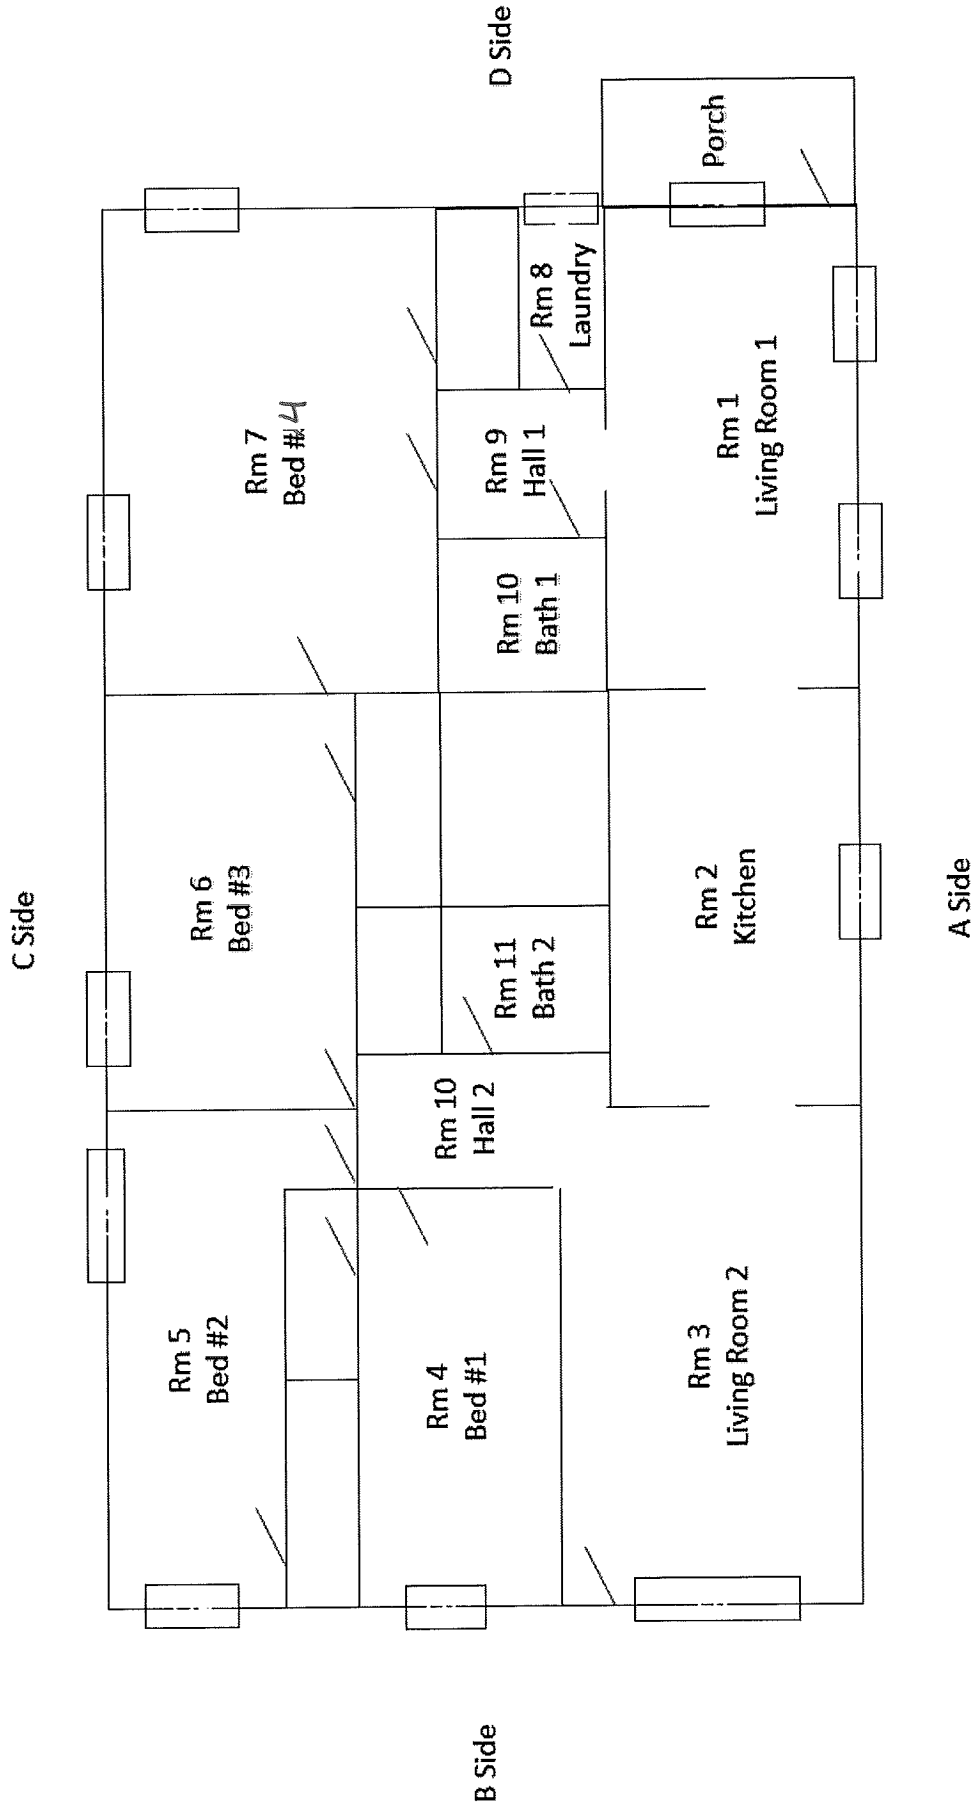 C Side
Rm 5
Bed #2
Rm 6
Bed #3
Rm 7
Bed #4
Rm 4
Bed #1
Rm 10
Hall 2
Rm 11
Bath 2
Rm 10
Bath 1
Rm 9
Hall 1
Rm 8
Laundry
Rm 3
Living Room 2
Rm 2
Kitchen
Rm 1
Living Room 1
Porch
B Side
D Side
A Side